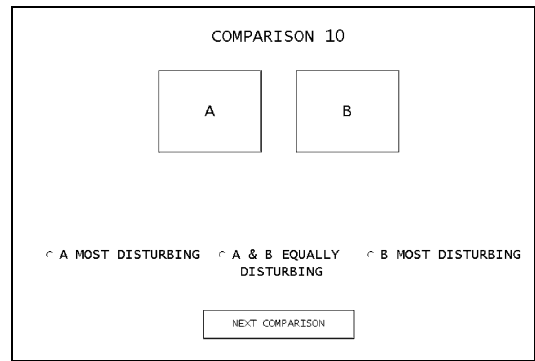 COMPARISON 10
A
B
A MOST DISTURBING
A & B EQUALLY
DISTURBING
B MOST DISTURBING
NEXT COMPARISON